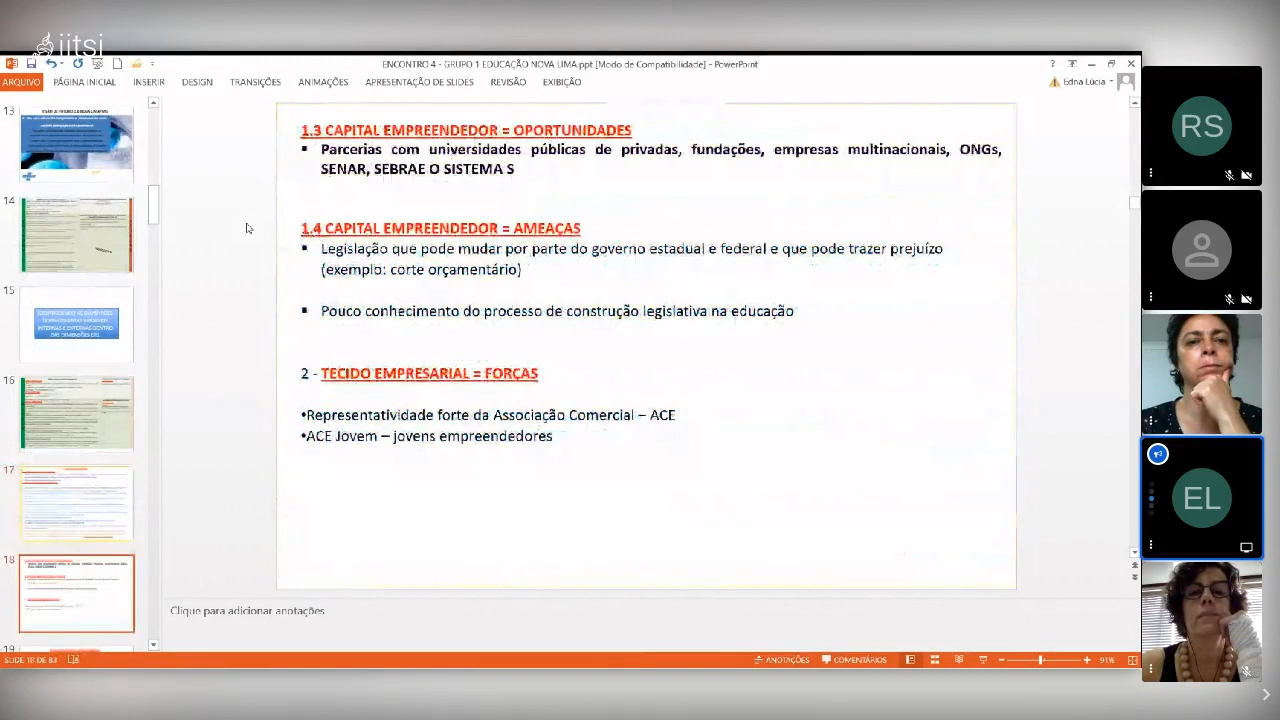 iitsi
ENCONTRO 4 - GRUPO 1 EDUCAÇÃO NOVA LIMA.ppt [Modo de Compatibilidade] - PowerPoint
ARQUIVO PÁGINA INICIAL INSERIR DESIGN TRANSIÇÕES ANIMAÇÕES APRESENTAÇÃO DE SLIDES REVISÃO EXIBIÇÃO
Edna Lúcia
13
14
15
16
17
18
19
1.3 CAPITAL EMPREENDEDOR = OPORTUNIDADES
▪ Parcerias com universidades públicas de privadas, fundações empresas multinacionais, ONGs,
SENAR, SEBRAE O SISTEMA S
1.4 CAPITAL EMPREENDEDOR = AMEAÇAS
▪ Legislação que pode mudar por parte do governo estadual e federal e que pode trazer prejuízo
(exemplo: corte orçamentário)
▪ Pouco conhecimento do processo de construção legislativa na educação
2 - TECIDO EMPRESARIAL = FORÇAS
•Representatividade forte – Associação Comercial – ACE
•ACE Jovem – jovens empreendedores
Clique para adicionar anotações
SLIDE 18 DE 83
ANOTAÇÕES COMENTÁRIOS
91%
RS
EL